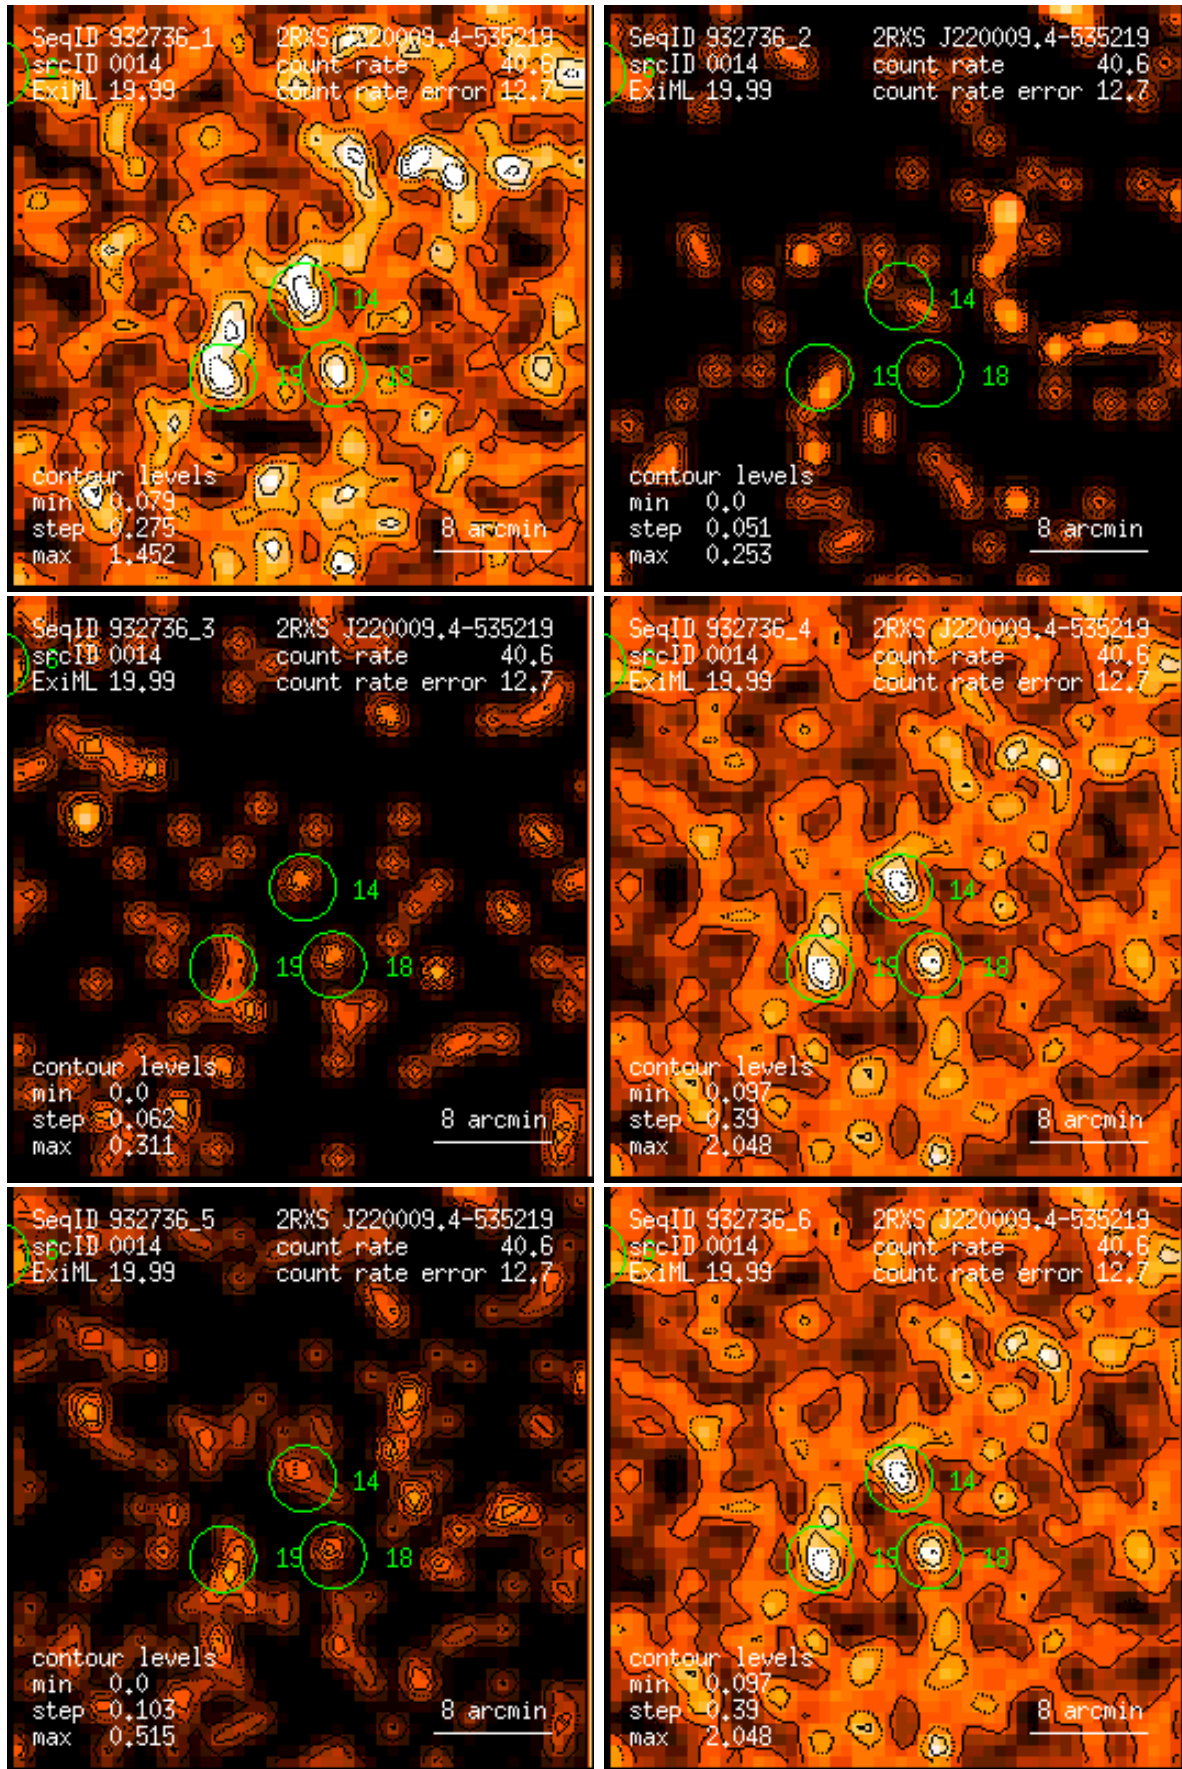 SeqID 932736_1 2RXS J220009.4-535219
srcID 0014 count rate 40.6
ExiML 19.99 count rate error 12.7
6
14
19 18
contour levels
min 0.079
step 0.275 8 arcmin
max 1.452
SeqID 932736_2 2RXS J220009.4-535219
srcID 0014 count rate 40.6
ExiML 19.99 count rate error 12.7
6
14
19 18
contour levels
min 0.0
step 0.051 8 arcmin
max 0.253
SeqID 932736_3 2RXS J220009.4-535219
srcID 0014 count rate 40.6
ExiML 19.99 count rate error 12.7
6
14
19 18
contour levels
min 0.0
step 0.062 8 arcmin
max 0.311
SeqID 932736_4 2RXS J220009.4-535219
srcID 0014 count rate 40.6
ExiML 19.99 count rate error 12.7
6
14
19 18
contour levels
min 0.097
step 0.39 8 arcmin
max 2.048
SeqID 932736_5 2RXS J220009.4-535219
srcID 0014 count rate 40.6
ExiML 19.99 count rate error 12.7
6
14
19 18
contour levels
min 0.0
step 0.103 8 arcmin
max 0.515
SeqID 932736_6 2RXS J220009.4-535219
srcID 0014 count rate 40.6
ExiML 19.99 count rate error 12.7
6
14
19 18
contour levels
min 0.097
step 0.39 8 arcmin
max 2.048